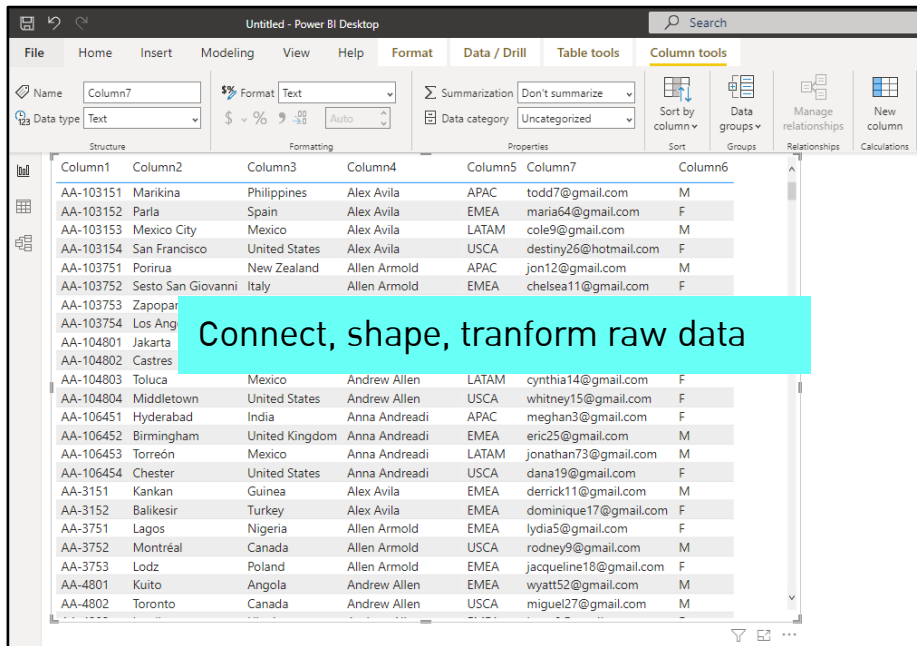 Untitled - Power BI Desktop Search
File Home Insert Modeling View Help Format Data / Drill Table tools Column tools
Name Column7 $% Format Text Summarization Don't summarize Sort by column Data groups Manage relationships New column
Data type Text $ % 9 .00 Auto Data category Uncategorized
Structure Formatting Properties Sort Groups Relationships Calculations
Column1 Column2 Column3 Column4 Column5 Column7 Column6
AA-103151 Marikina Philippines Alex Avila APAC todd7@gmail.com M
AA-103152 Parla Spain Alex Avila EMEA maria64@gmail.com F
AA-103153 Mexico City Mexico Alex Avila LATAM cole9@gmail.com M
AA-103154 San Francisco United States Alex Avila USCA destiny26@hotmail.com F
AA-103751 Porirua New Zealand Allen Armold APAC jon12@gmail.com M
AA-103752 Sesto San Giovanni Italy Allen Armold EMEA chelsea11@gmail.com F
AA-103753 Zapopan
AA-103754 Los Ang
Connect, shape, tranform raw data
AA-104801 Jakarta
AA-104802 Castres
AA-104803 Toluca Mexico Andrew Allen LATAM cynthia14@gmail.com F
AA-104804 Middletown United States Andrew Allen USCA whitney15@gmail.com F
AA-106451 Hyderabad India Anna Andreadi APAC meghan3@gmail.com F
AA-106452 Birmingham United Kingdom Anna Andreadi EMEA eric25@gmail.com M
AA-106453 Torreón Mexico Anna Andreadi LATAM jonathan73@gmail.com M
AA-106454 Chester United States Anna Andreadi USCA dana19@gmail.com F
AA-3151 Kankan Guinea Alex Avila EMEA derrick11@gmail.com M
AA-3152 Balikesir Turkey Alex Avila EMEA dominique17@gmail.com F
AA-3751 Lagos Nigeria Allen Armold EMEA lydia5@gmail.com F
AA-3752 Montréal Canada Allen Armold USCA rodney9@gmail.com M
AA-3753 Lodz Poland Allen Armold EMEA jacqueline18@gmail.com F
AA-4801 Kuito Angola Andrew Allen EMEA wyatt52@gmail.com M
AA-4802 Toronto Canada Andrew Allen USCA miguel27@gmail.com M